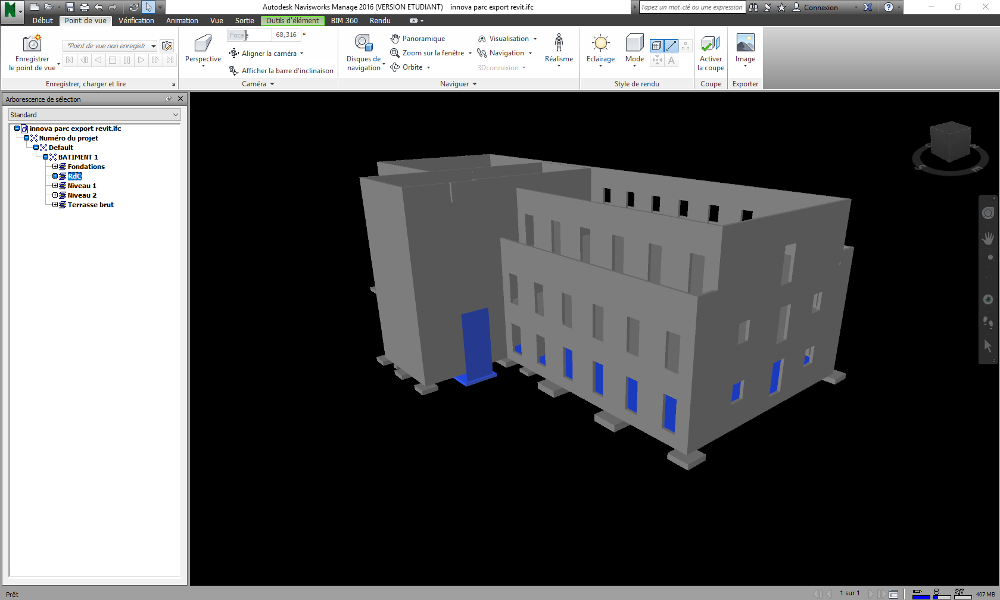 Autodesk Navisworks Manage 2016 (VERSION ETUDIANT) innova parc export revit.ifc
Tapez un mot-clé ou une expression
Connexion
Début Point de vue Vérification Animation Vue Sortie Outils d'élément BIM 360 Rendu
Enregistrer
le point de vue
*Point de vue non enregistr
Enregistrer, charger et lire
Perspective
Focale 68,316 °
Aligner la caméra
Afficher la barre d'inclinaison
Caméra
Disques de
navigation
Panoramique
Zoom sur la fenêtre
Orbite
Visualisation
Navigation
3Dconnexion
Réalisme
Naviguer
Eclairage
Mode
A
Style de rendu
Activer
la coupe
Coupe
Image
Exporter
Arborescence de sélection
Standard
innova parc export revit.ifc
Numéro du projet
Default
BATIMENT 1
Fondations
RdC
Niveau 1
Niveau 2
Terrasse brut
S
E
N
Prêt
1 sur 1
407 MB